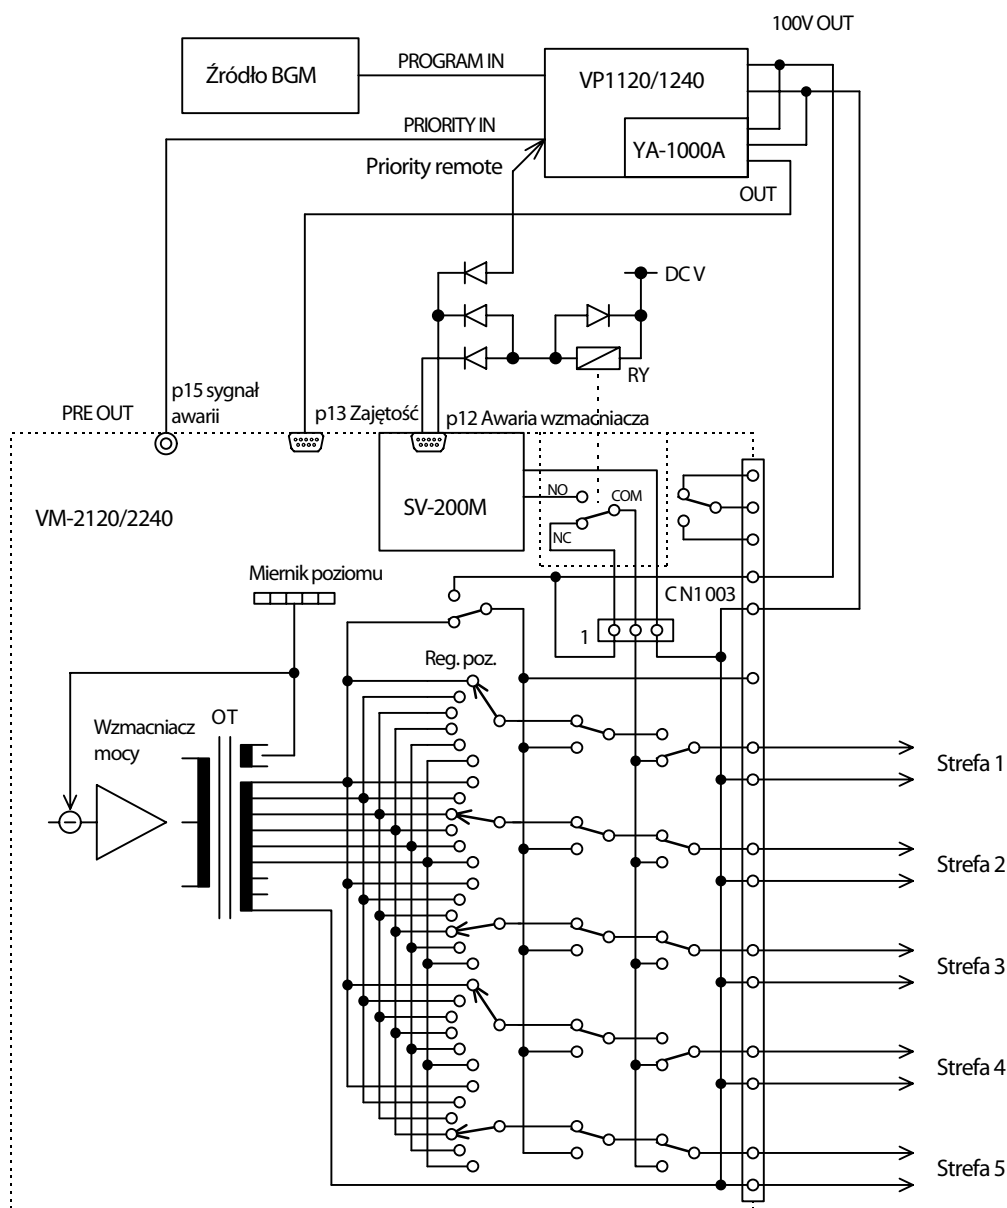 100V OUT
Źródło BGM
PROGRAM IN
VP1120/1240
PRIORITY IN
YA-1000A
Priority remote
OUT
DC V
RY
p15 sygnał
awarii
PRE OUT
p13 Zajętość
p12 Awaria wzmacniacza
VM-2120/2240
SV-200M
NO
COM
NC
Miernik poziomu
CN1003
1
Reg. poz.
OT
Wzmacniacz
mocy
Strefa 1
Strefa 2
Strefa 3
Strefa 4
Strefa 5